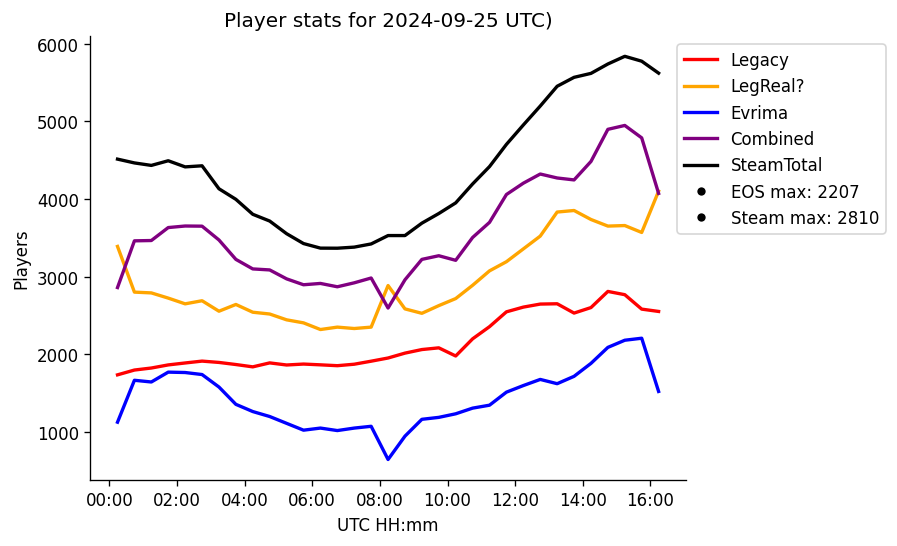 Player stats for 2024-09-25 UTC)
6000
5000
4000
3000
2000
1000
Players
00:00 02:00 04:00 06:00 08:00 10:00 12:00 14:00 16:00
UTC HH:mm
Legacy
LegReal?
Evrima
Combined
SteamTotal
EOS max: 2207
Steam max: 2810